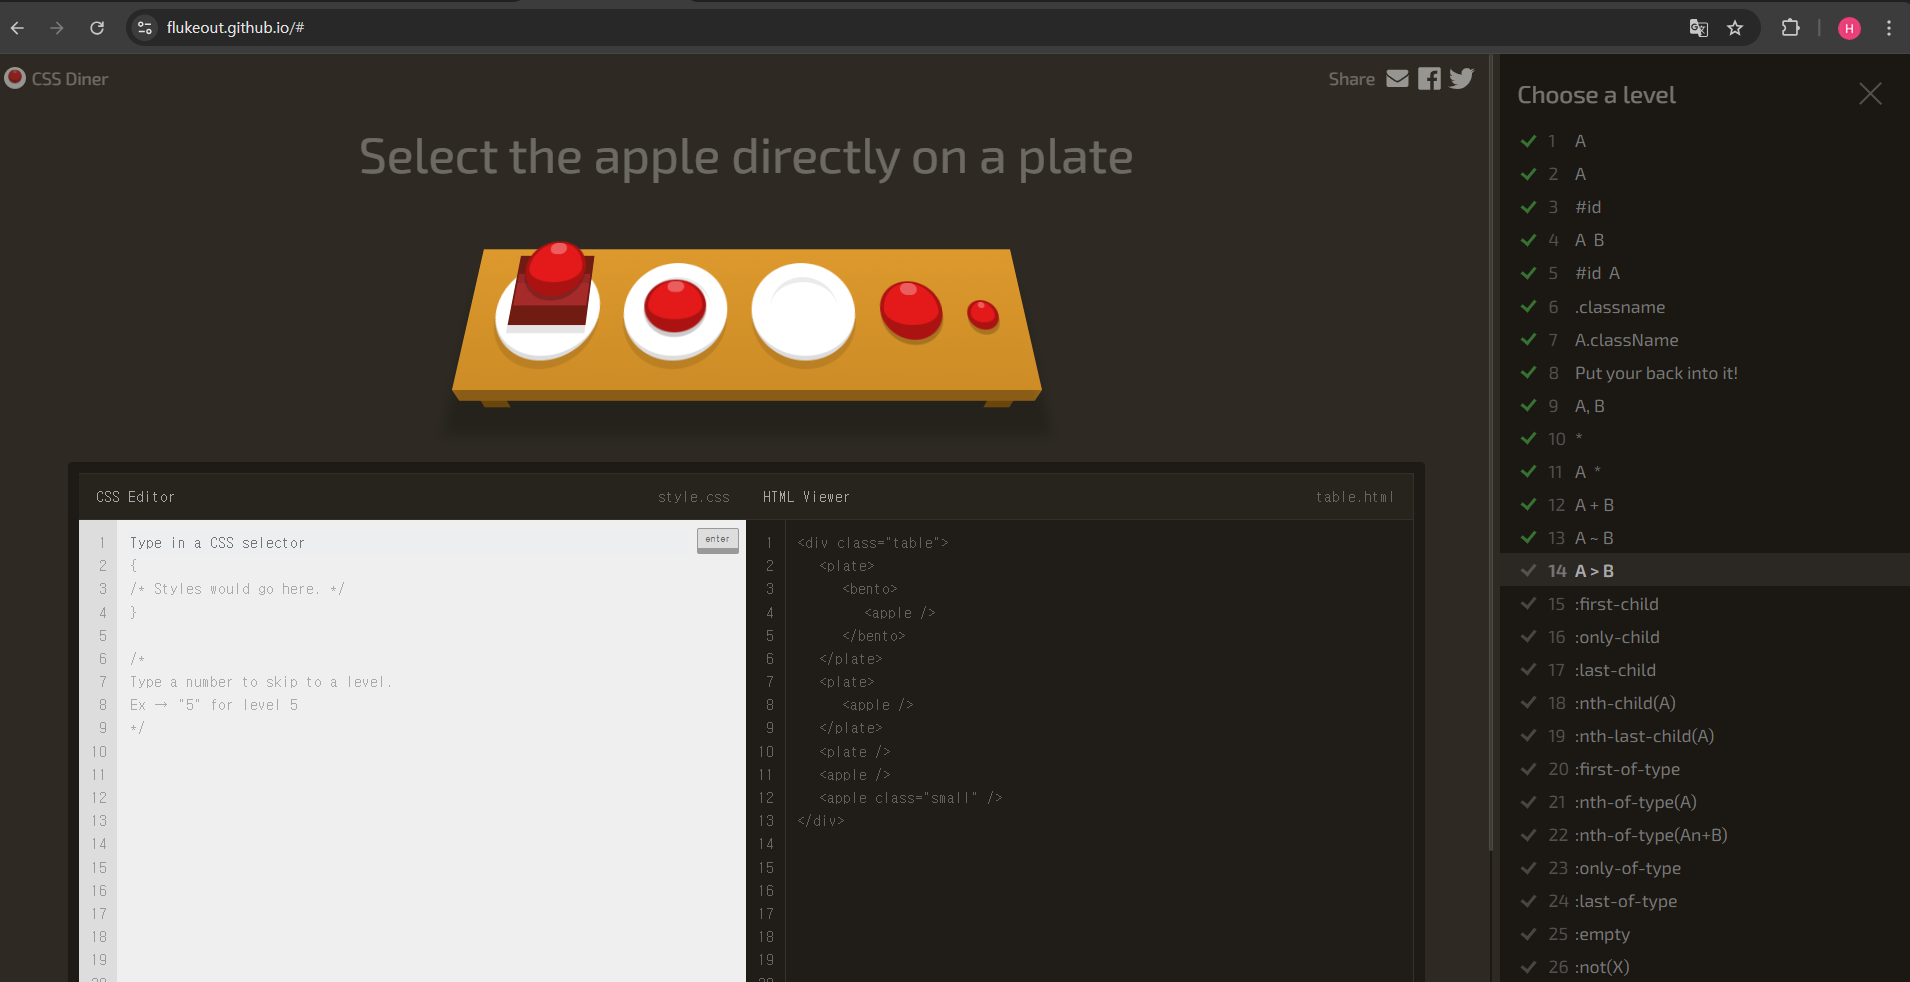 flukeout.github.io/#
H
CSS Diner
Share
Select the apple directly on a plate
CSS Editor
style.css
enter
1 Type in a CSS selector
2 {
3 /* Styles would go here. */
4 }
5
6 /*
7 Type a number to skip to a level.
8 Ex → "5" for level 5
9 */
10
11
12
13
14
15
16
17
18
19
HTML Viewer
table.html
1 <div class="table">
2 <plate>
3 <bento>
4 <apple />
5 </bento>
6 </plate>
7 <plate>
8 <apple />
9 </plate>
10 <plate />
11 <apple />
12 <apple class="small" />
13 </div>
14
15
16
17
18
19
Choose a level
1 A
2 A
3 #id
4 A B
5 #id A
6 .classname
7 A.className
8 Put your back into it!
9 A, B
10 *
11 A *
12 A + B
13 A ~ B
14 A > B
15 :first-child
16 :only-child
17 :last-child
18 :nth-child(A)
19 :nth-last-child(A)
20 :first-of-type
21 :nth-of-type(A)
22 :nth-of-type(An+B)
23 :only-of-type
24 :last-of-type
25 :empty
26 :not(X)